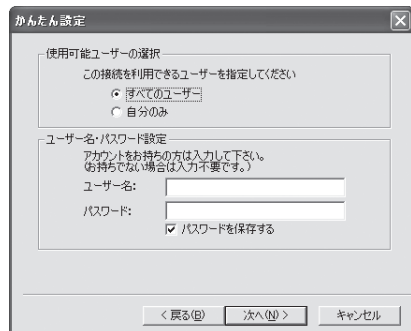 かんたん設定
使用可能ユーザーの選択
この接続を利用できるユーザーを指定してください
すべてのユーザー
自分のみ
ユーザー名・パスワード設定
アカウントをお持ちの方は入力して下さい。
(お持ちでない場合は入力不要です。)
ユーザー名:
パスワード:
パスワードを保存する
< 戻る(B) 次へ(N) > キャンセル